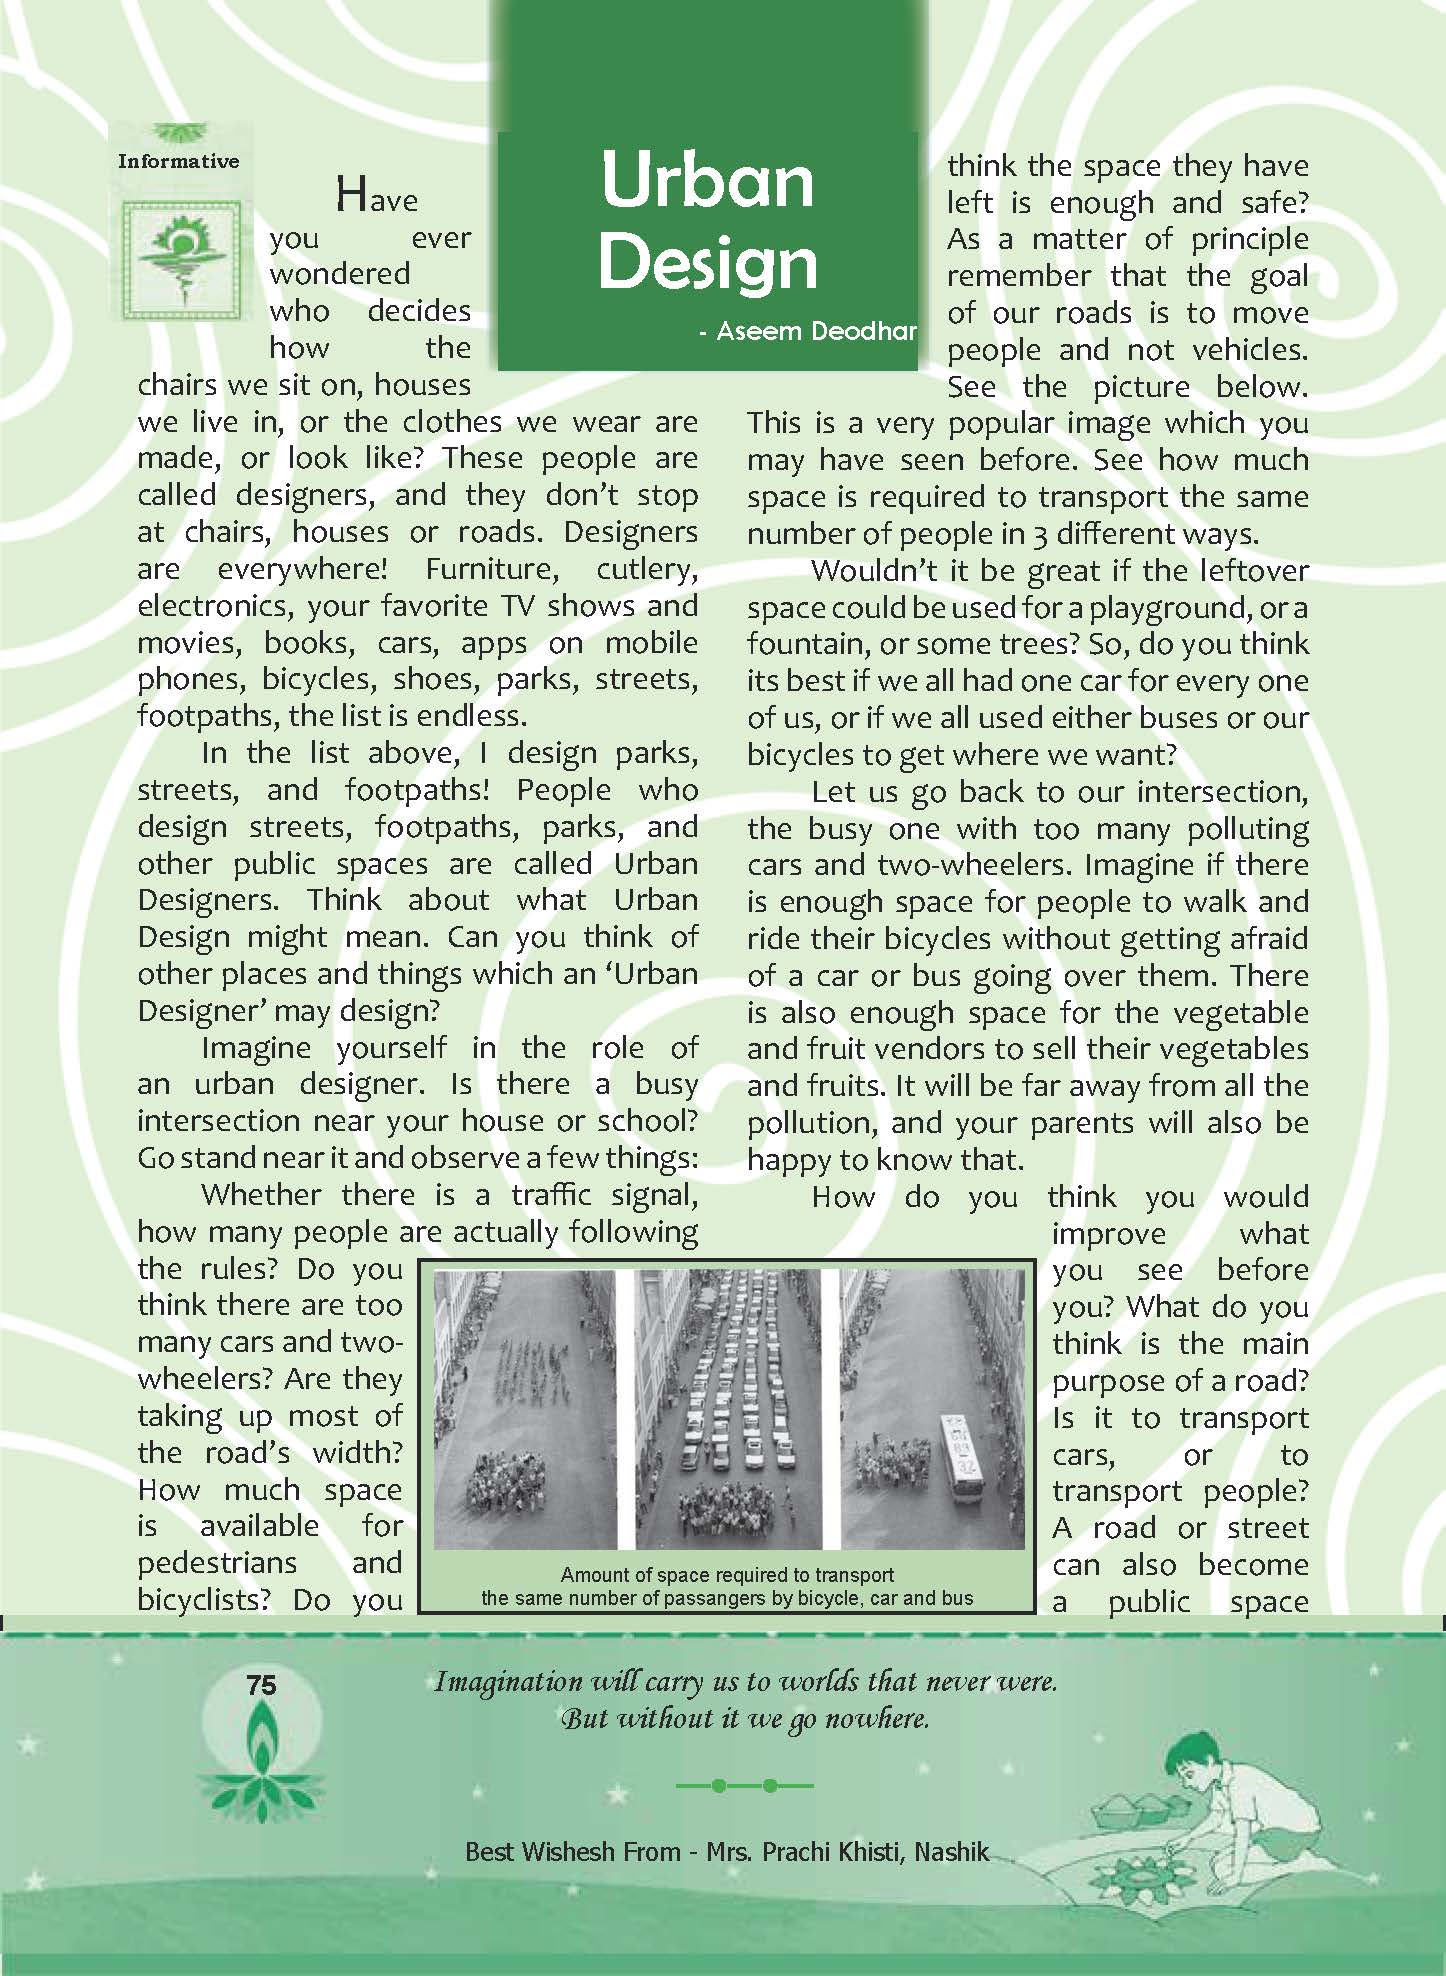 Informative
Urban
Design
- Aseem Deodhar
Have
you ever
wondered
who decides
how the
chairs we sit on, houses
we live in, or the clothes we wear are
made, or look like? These people are
called designers, and they don’t stop
at chairs, houses or roads. Designers
are everywhere! Furniture, cutlery,
electronics, your favorite TV shows and
movies, books, cars, apps on mobile
phones, bicycles, shoes, parks, streets,
footpaths, the list is endless.
In the list above, I design parks,
streets, and footpaths! People who
design streets, footpaths, parks, and
other public spaces are called Urban
Designers. Think about what Urban
Design might mean. Can you think of
other places and things which an ‘Urban
Designer’ may design?
Imagine yourself in the role of
an urban designer. Is there a busy
intersection near your house or school?
Go stand near it and observe a few things:
Whether there is a traffic signal,
how many people are actually following
the rules? Do you
think there are too
many cars and two-
wheelers? Are they
taking up most of
the road’s width?
How much space
is available for
pedestrians and
bicyclists? Do you
think the space they have
left is enough and safe?
As a matter of principle
remember that the goal
of our roads is to move
people and not vehicles.
See the picture below.
This is a very popular image which you
may have seen before. See how much
space is required to transport the same
number of people in 3 different ways.
Wouldn’t it be great if the leftover
space could be used for a playground, or a
fountain, or some trees? So, do you think
its best if we all had one car for every one
of us, or if we all used either buses or our
bicycles to get where we want?
Let us go back to our intersection,
the busy one with too many polluting
cars and two-wheelers. Imagine if there
is enough space for people to walk and
ride their bicycles without getting afraid
of a car or bus going over them. There
is also enough space for the vegetable
and fruit vendors to sell their vegetables
and fruits. It will be far away from all the
pollution, and your parents will also be
happy to know that.
How do you think you would
improve what
you see before
you? What do you
think is the main
purpose of a road?
Is it to transport
cars, or to
transport people?
A road or street
can also become
a public space
Amount of space required to transport
the same number of passangers by bicycle, car and bus
75
Imagination will carry us to worlds that never were.
But without it we go nowhere.
Best Wishesh From - Mrs. Prachi Khisti, Nashik